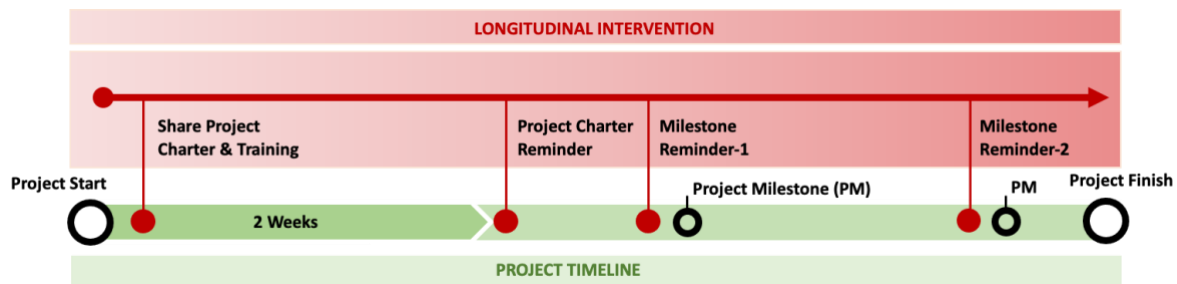 LONGITUDINAL INTERVENTION
Share Project
Charter & Training
Project Charter
Reminder
Milestone
Reminder-1
Milestone
Reminder-2
Project Start
Project Milestone (PM)
PM
Project Finish
2 Weeks
PROJECT TIMELINE